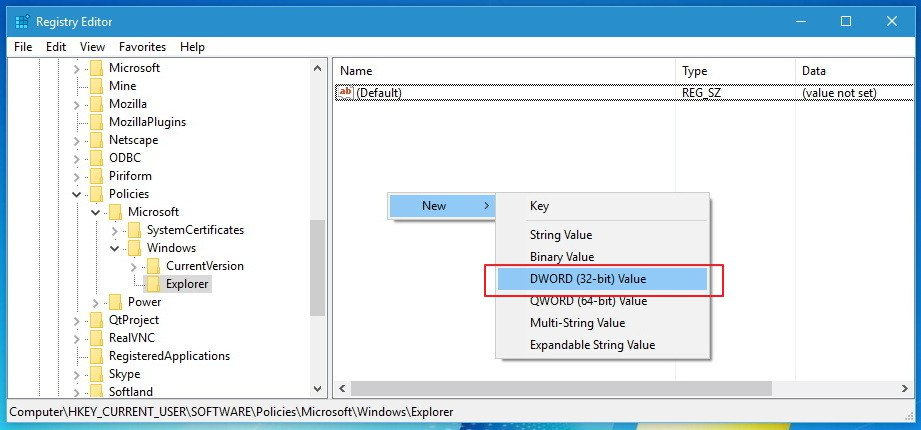 Registry Editor
File Edit View Favorites Help
Microsoft
Mine
Mozilla
MozillaPlugins
Netscape
ODBC
Piriform
Policies
Microsoft
SystemCertificates
Windows
CurrentVersion
Explorer
Power
QtProject
RealVNC
RegisteredApplications
Skype
Softland
Name Type Data
ab (Default) REG_SZ (value not set)
New
Key
String Value
Binary Value
DWORD (32-bit) Value
QWORD (64-bit) Value
Multi-String Value
Expandable String Value
Computer\HKEY_CURRENT_USER\SOFTWARE\Policies\Microsoft\Windows\Explorer